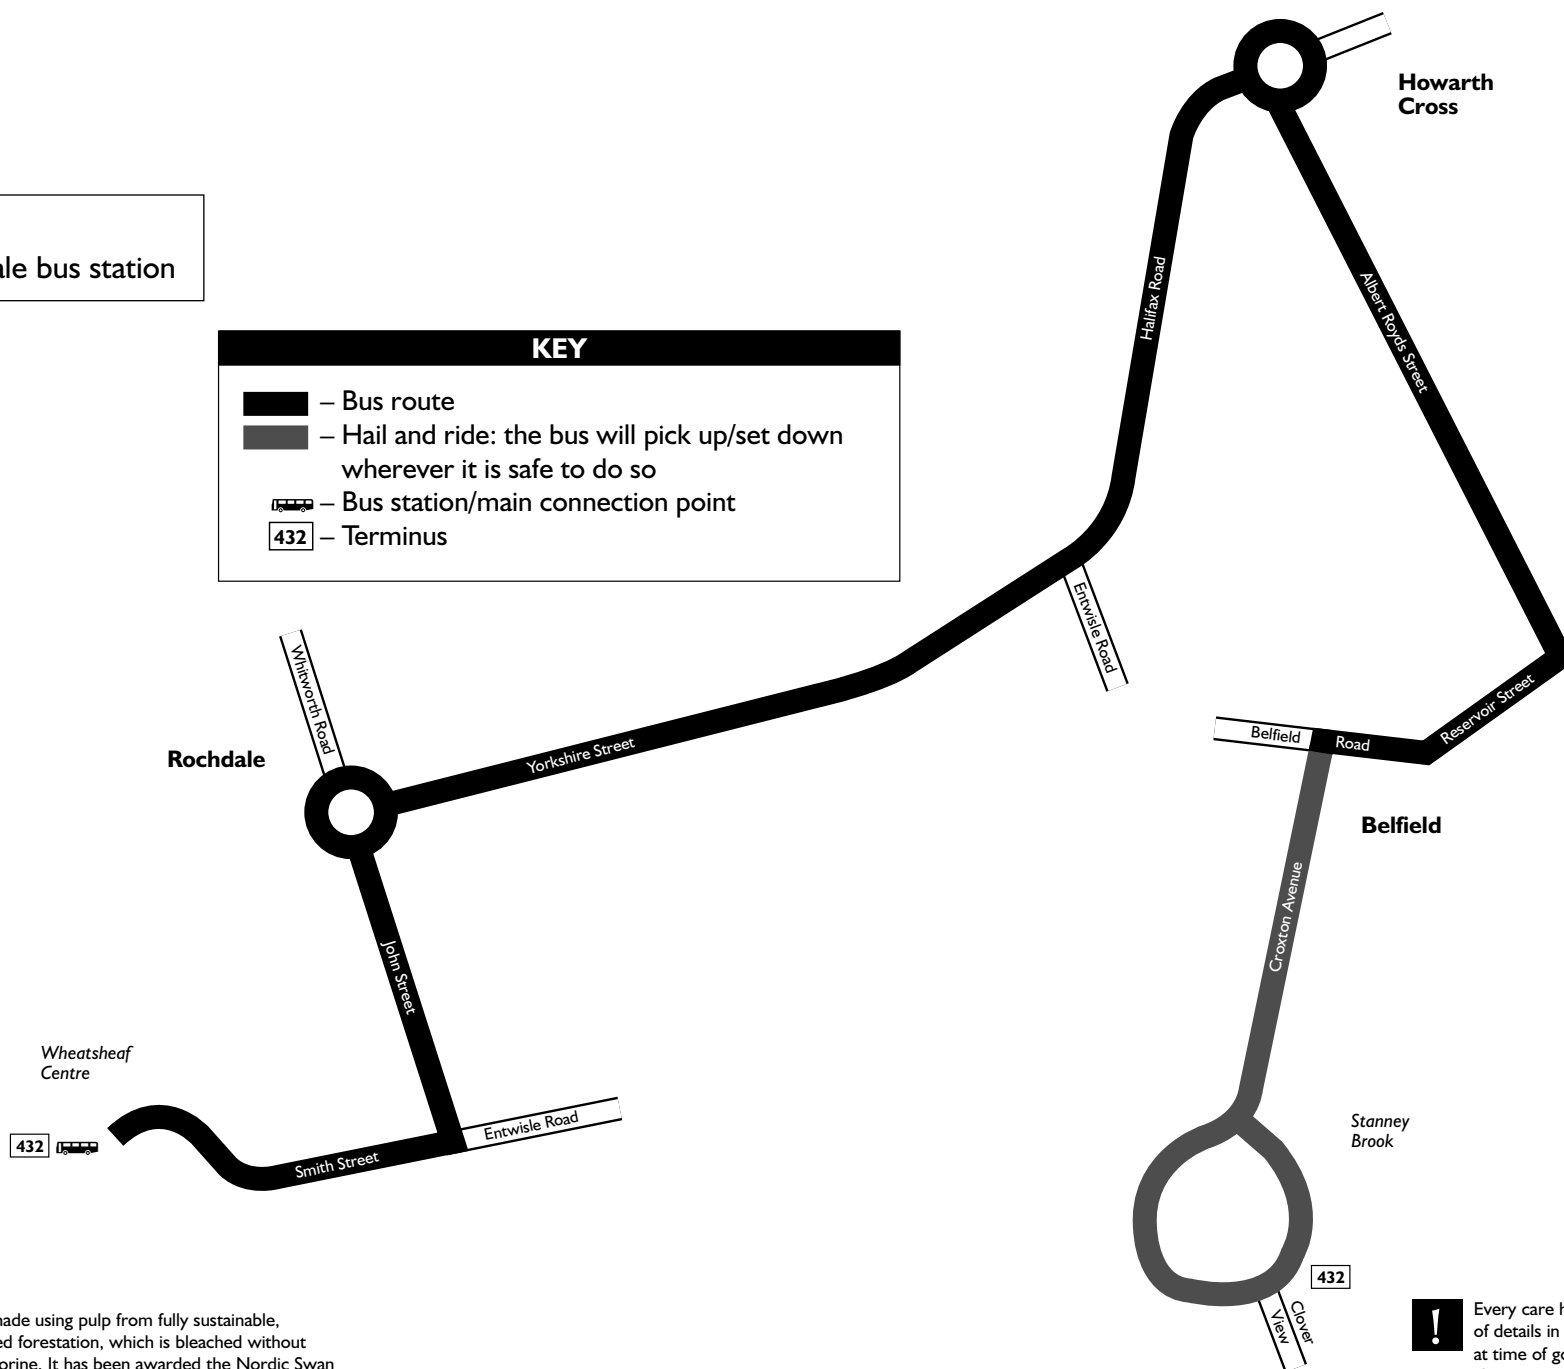 Howarth
Cross
ale bus station
KEY
– Bus route
– Hail and ride: the bus will pick up/set down
wherever it is safe to do so
– Bus station/main connection point
432 – Terminus
Halifax Road
Albert Royds Street
Entwisle Road
Whitworth Road
Rochdale
Yorkshire Street
Reservoir Street
Belfield Road
Belfield
Croxton Avenue
John Street
Wheatsheaf
Centre
432
Smith Street
Entwisle Road
Stanney
Brook
432
Clover
View
made using pulp from fully sustainable,
ed forestation, which is bleached without
orine. It has been awarded the Nordic Swan
!
Every care h
of details in
at time of go